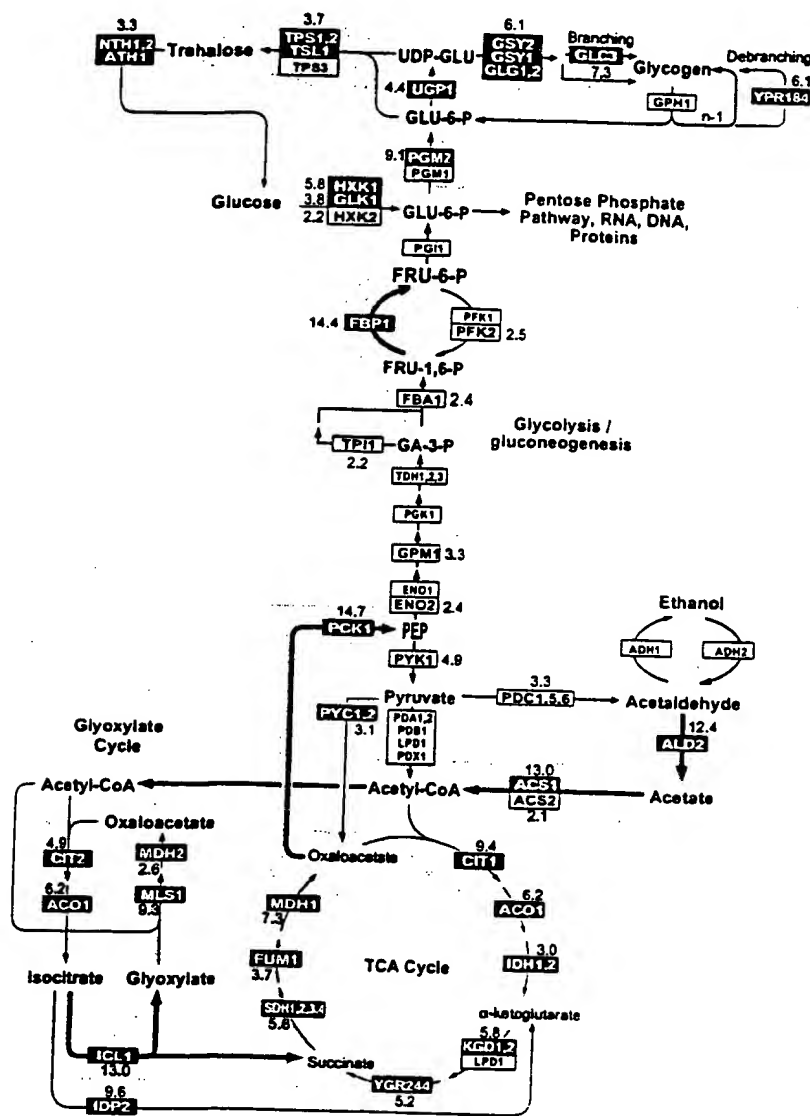 3.3
NTH1,2
ATH1
Trehalose
3.7
TPS1,2
TSL1
TPS3
UDP-GLU
6.1
GSY2
GSY1
GLG1,2
Branching
GLC3
7.3
Glycogen
Debranching
6.1
YPR184
4.4
UGP1
GPH1
n-1
GLU-6-P
9.1
PGM2
PGM1
Glucose
5.8
HXK1
3.8
GLK1
2.2
HXK2
GLU-6-P
Pentose Phosphate
Pathway, RNA, DNA,
Proteins
PGI1
FRU-6-P
14.4
FBP1
PFK1
PFK2
2.5
FRU-1,6-P
FBA1
2.4
TPI1
2.2
GA-3-P
Glycolysis /
gluconeogenesis
TDH1,2,3
PGK1
GPM1
3.3
ENO1
ENO2
2.4
14.7
PCK1
PEP
PYK1
4.9
Ethanol
ADH1
ADH2
Pyruvate
3.3
PDC1,5,6
Acetaldehyde
PYC1,2
3.1
PDA1,2
PDB1
LPD1
PDX1
12.4
ALD2
Glyoxylate
Cycle
Acetyl-CoA
Acetyl-CoA
13.0
ACS1
ACS2
2.1
Acetate
Oxaloacetate
4.9
CIT2
MDH2
2.6
6.2
ACO1
MLS1
9.3
Oxaloacetate
9.4
CIT1
MDH1
7.3
6.2
ACO1
FUM1
3.7
TCA Cycle
3.0
IDH1,2
Isocitrate
Glyoxylate
SDH1,2,3,4
5.8
α-ketoglutarate
5.8
KGD1,2
LPD1
ICL1
13.0
Succinate
YGR244
5.2
9.6
IDP2